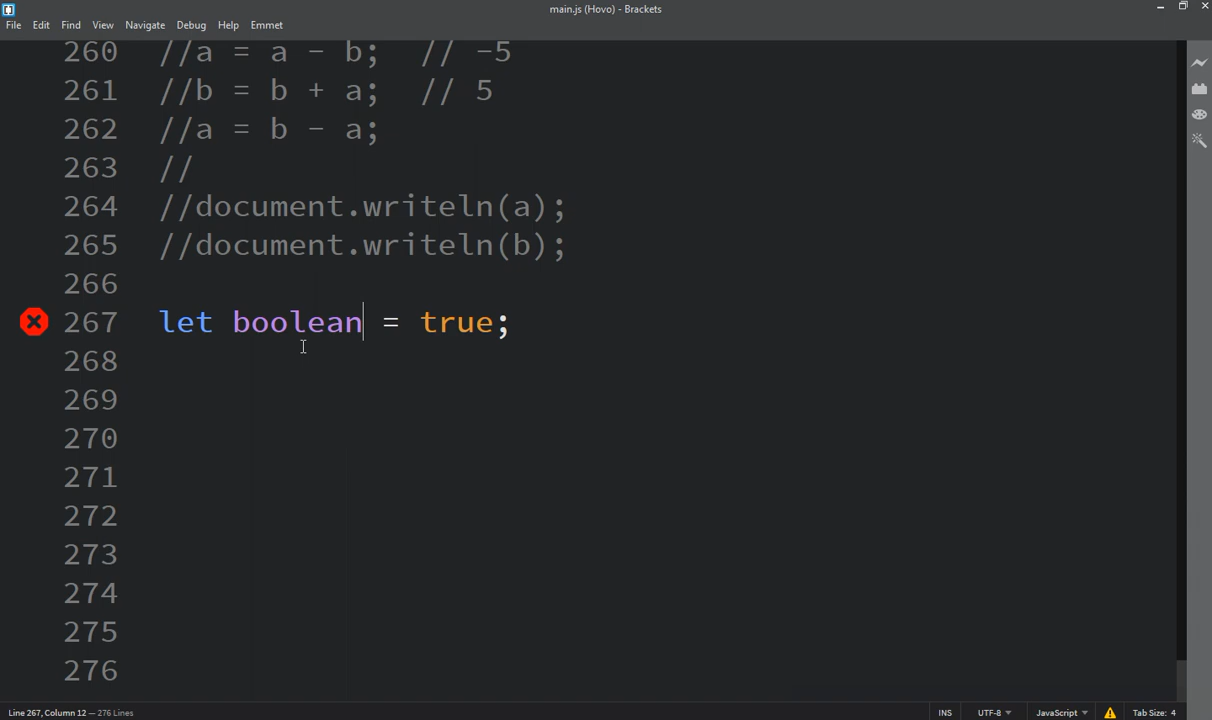 main.js (Hovo) - Brackets
File Edit Find View Navigate Debug Help Emmet
260 //a = a - b;  // -5
261 //b = b + a;  // 5
262 //a = b - a;
263 //
264 //document.writeln(a);
265 //document.writeln(b);
266
267 let boolean = true;
268
269
270
271
272
273
274
275
276
Line 267, Column 12 — 276 Lines INS UTF-8 JavaScript Tab Size: 4